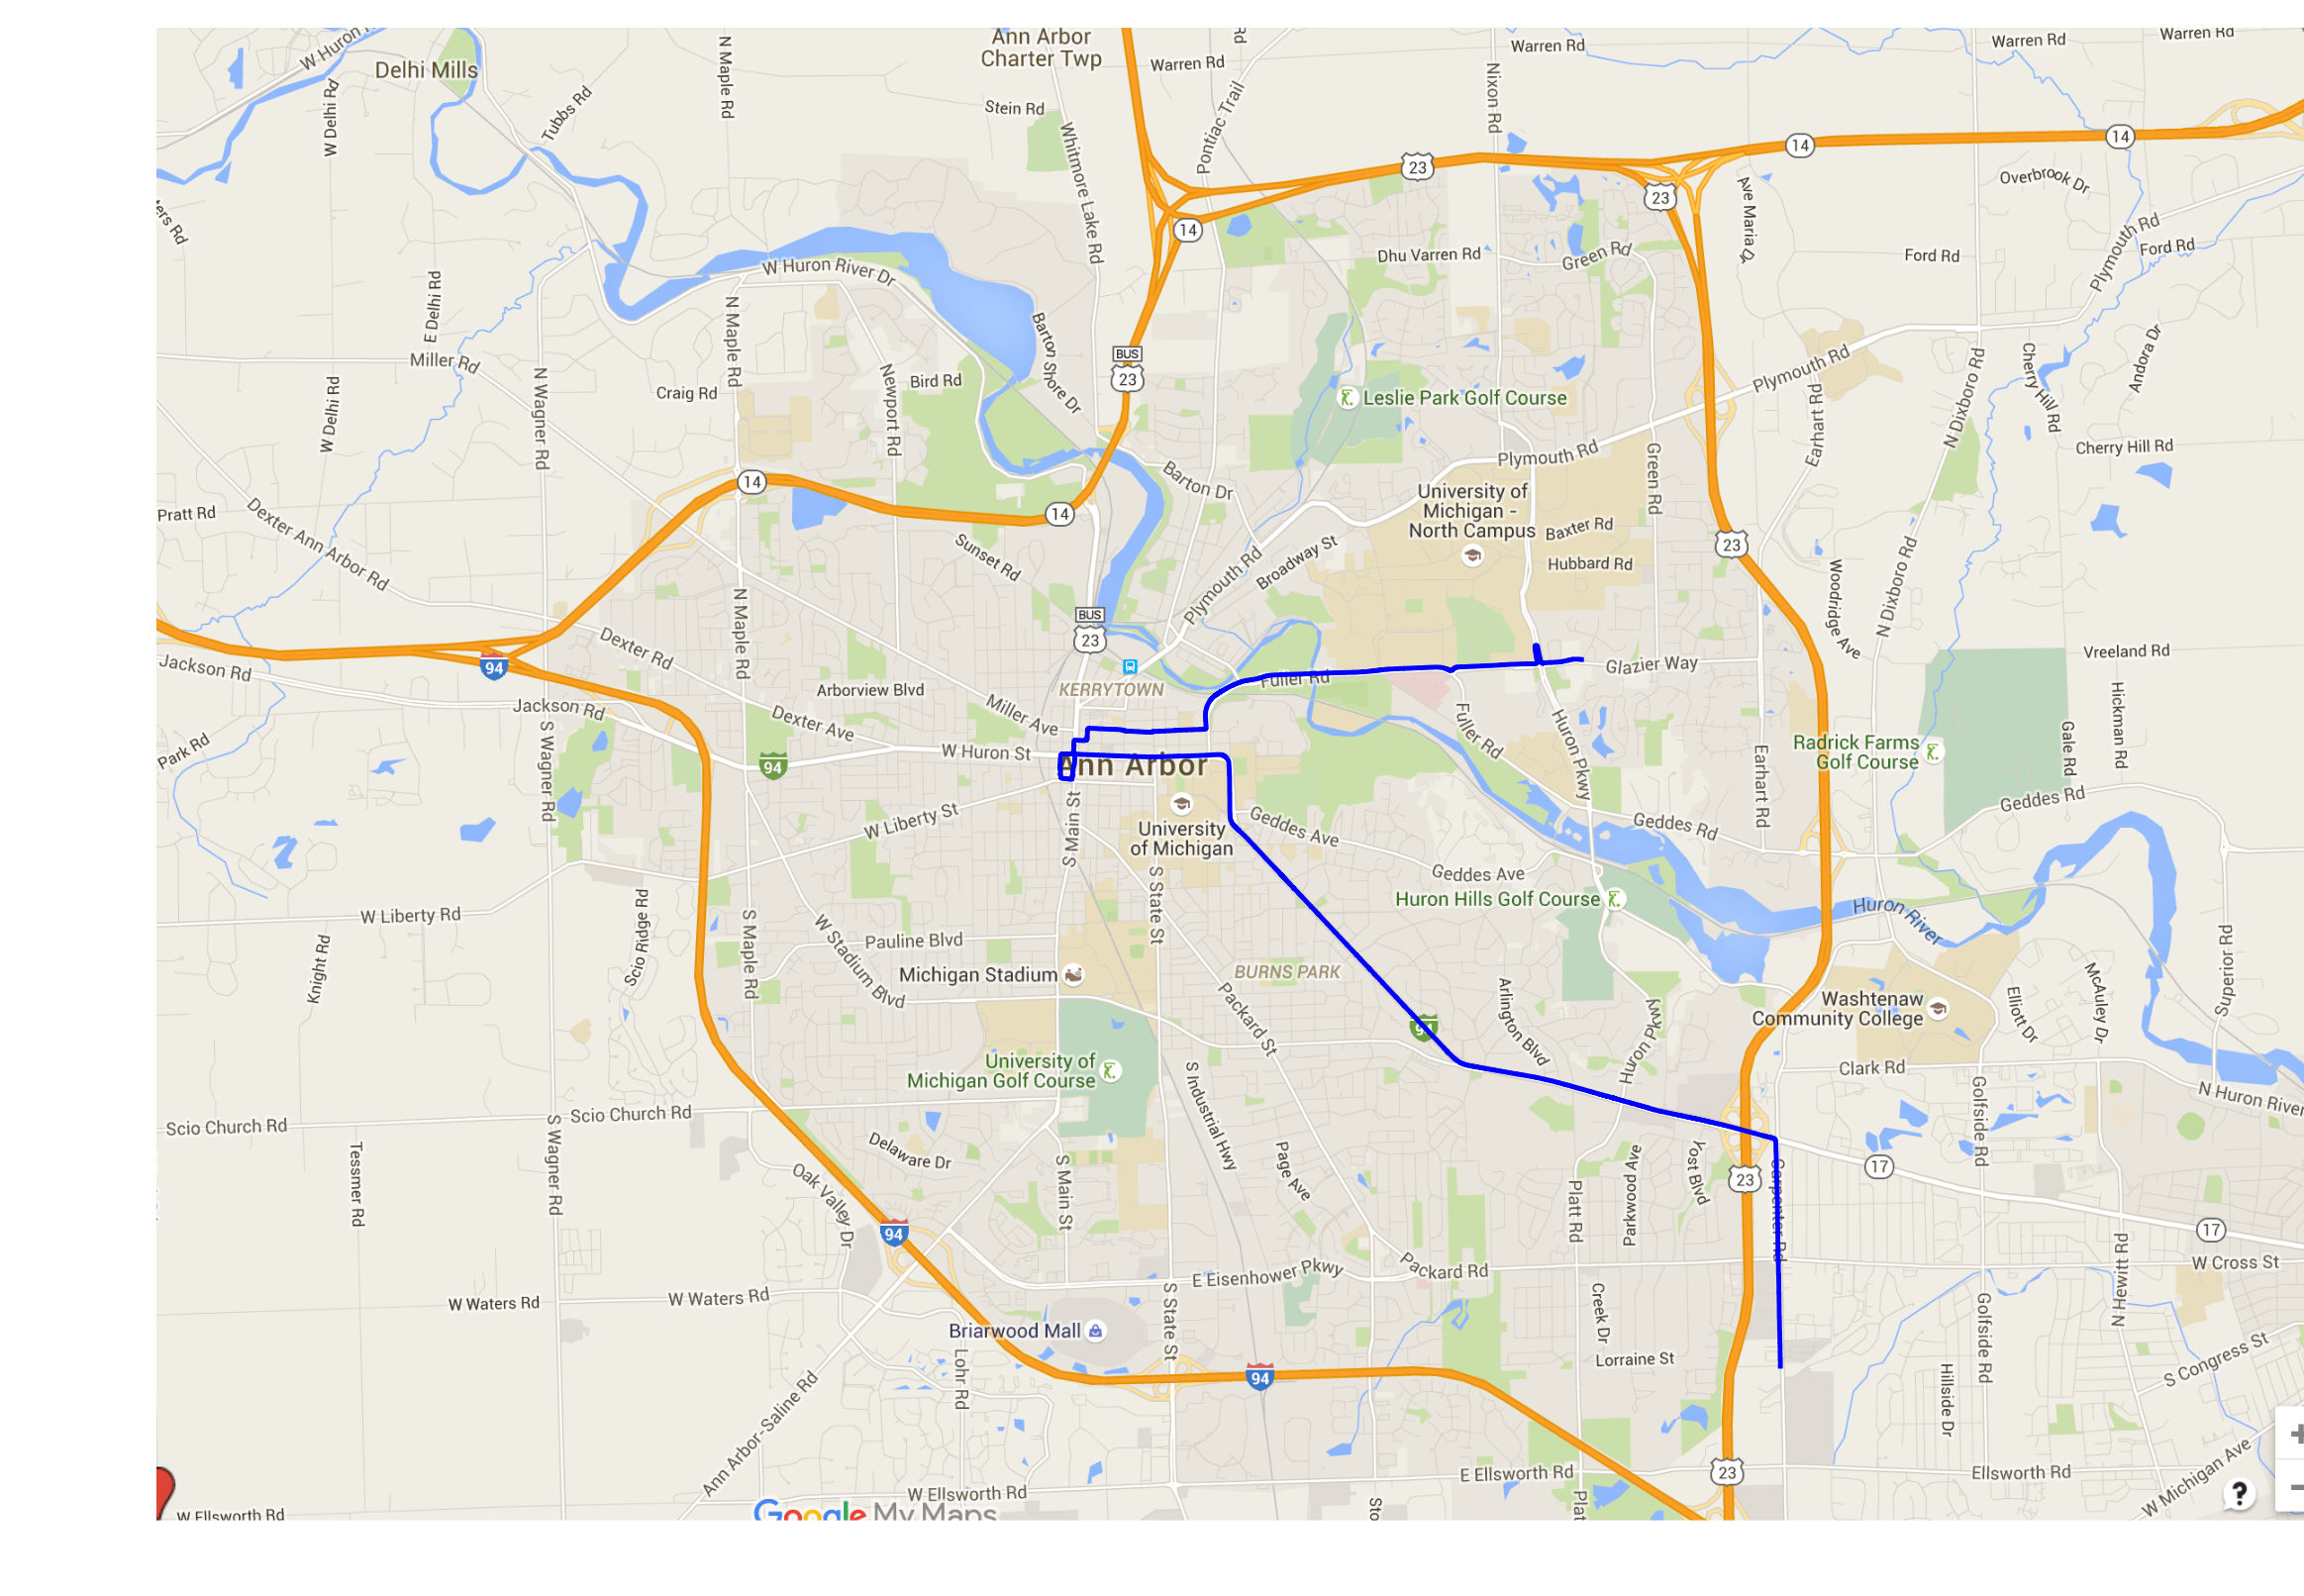 W Huron R
Delhi Mills
W Delhi Rd
Tubbs Rd
N Maple Rd
Ann Arbor
Charter Twp
Stein Rd
Whitmore Lake Rd
Warren Rd
Pontiac Trail
Rd
Nixon Rd
Warren Rd
Warren Rd
Warren Rd
14
14
23
23
14
Overbrook Dr
Ave Maria Dr
Plymouth Rd
Ford Rd
Ford Rd
Dhu Varren Rd
Green Rd
ters Rd
W Huron River Dr
E Delhi Rd
Miller Rd
W Delhi Rd
N Wagner Rd
N Maple Rd
Craig Rd
Newport Rd
Bird Rd
Barton Shore Dr
BUS
23
Leslie Park Golf Course
Plymouth Rd
Earhart Rd
N Dixboro Rd
Cherry Hill Rd
Andora Dr
Cherry Hill Rd
Plymouth Rd
Green Rd
Barton Dr
14
14
University of
Michigan -
North Campus
Baxter Rd
Hubbard Rd
23
Pratt Rd
Dexter Ann Arbor Rd
Sunset Rd
Broadway St
Plymouth Rd
Woodridge Ave
N Dixboro Rd
BUS
23
N Maple Rd
Dexter Rd
94
Jackson Rd
Jackson Rd
Arborview Blvd
KERRYTOWN
Fuller Rd
Glazier Way
Vreeland Rd
Hickman Rd
Gale Rd
Miller Ave
Dexter Ave
W Huron St
94
Ann Arbor
Fuller Rd
Huron Pkwy
Earhart Rd
Radrick Farms
Golf Course
Geddes Rd
Park Rd
S Wagner Rd
W Liberty St
S Main St
University
of Michigan
Geddes Ave
Geddes Ave
Geddes Rd
Huron Hills Golf Course
Huron River
W Liberty Rd
Knight Rd
Scio Ridge Rd
S Maple Rd
W Stadium Blvd
Pauline Blvd
Michigan Stadium
S State St
BURNS PARK
Packard St
94
Arlington Blvd
Huron Pkwy
Pkwy
Washtenaw
Community College
Elliott Dr
McAuley Dr
Superior Rd
Clark Rd
N Huron River
Golfside Rd
University of
Michigan Golf Course
S Industrial Hwy
Scio Church Rd
Scio Church Rd
Tessmer Rd
S Wagner Rd
Delaware Dr
Oak Valley Dr
S Main St
Page Ave
Platt Rd
Parkwood Ave
Yost Blvd
23
Carpenter Rd
17
17
N Hewitt Rd
W Cross St
94
E Eisenhower Pkwy
Packard Rd
W Waters Rd
W Waters Rd
Briarwood Mall
S State St
Creek Dr
Lorraine St
Golfside Rd
Hillside Dr
S Congress St
94
Lohr Rd
Ann Arbor-Saline Rd
E Ellsworth Rd
23
Ellsworth Rd
W Michigan Ave
W Ellsworth Rd
W Ellsworth Rd
Sto
Plat
Google My Maps
?